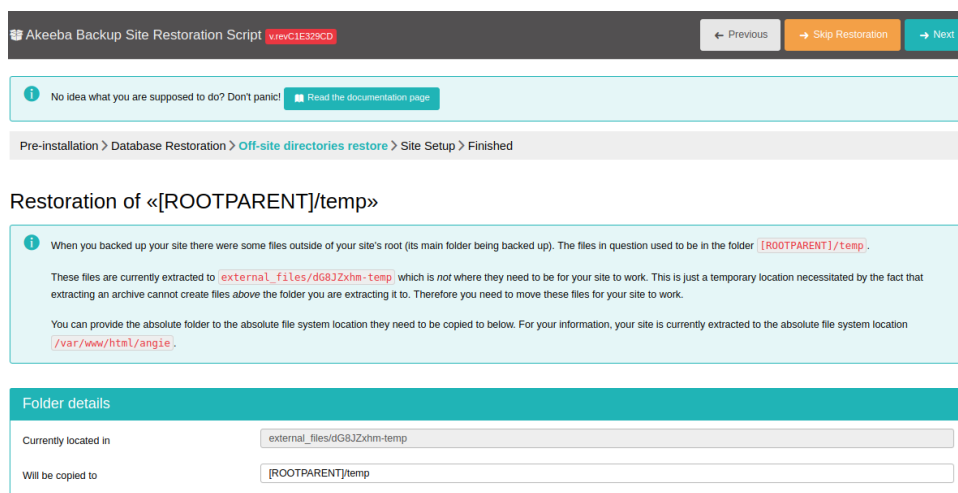 Akeeba Backup Site Restoration Script v.revC1E329CD
← Previous
→ Skip Restoration
→ Next
No idea what you are supposed to do? Don't panic! Read the documentation page
Pre-installation > Database Restoration > Off-site directories restore > Site Setup > Finished
Restoration of «[ROOTPARENT]/temp»
When you backed up your site there were some files outside of your site's root (its main folder being backed up). The files in question used to be in the folder [ROOTPARENT]/temp.
These files are currently extracted to external_files/dG8JZxhm-temp which is not where they need to be for your site to work. This is just a temporary location necessitated by the fact that
extracting an archive cannot create files above the folder you are extracting it to. Therefore you need to move these files for your site to work.
You can provide the absolute folder to the absolute file system location they need to be copied to below. For your information, your site is currently extracted to the absolute file system location
/var/www/html/angie.
Folder details
Currently located in
external_files/dG8JZxhm-temp
Will be copied to
[ROOTPARENT]/temp